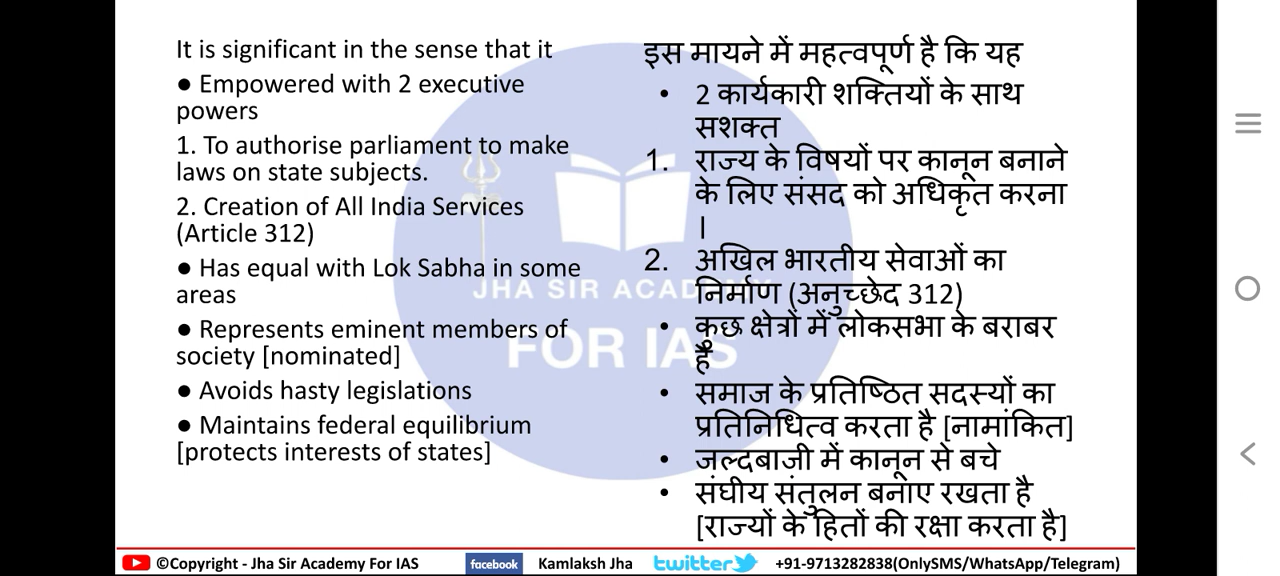 It is significant in the sense that it
● Empowered with 2 executive
powers
1. To authorise parliament to make
laws on state subjects.
2. Creation of All India Services
(Article 312)
● Has equal with Lok Sabha in some
areas
● Represents eminent members of
society [nominated]
● Avoids hasty legislations
● Maintains federal equilibrium
[protects interests of states]
इस मायने में महत्वपूर्ण है कि यह
• 2 कार्यकारी शक्तियों के साथ
सशक्त
1. राज्य के विषयों पर कानून बनाने
के लिए संसद को अधिकृत करना
।
2. अखिल भारतीय सेवाओं का
निर्माण (अनुच्छेद 312)
• कुछ क्षेत्रों में लोकसभा के बराबर
है
• समाज के प्रतिष्ठित सदस्यों का
प्रतिनिधित्व करता है [नामांकित]
• जल्दबाजी में कानून से बचे
• संघीय संतुलन बनाए रखता है
[राज्यों के हितों की रक्षा करता है]
JHA SIR ACADEMY
FOR IAS
©Copyright - Jha Sir Academy For IAS facebook Kamlaksh Jha twitter +91-9713282838(OnlySMS/WhatsApp/Telegram)